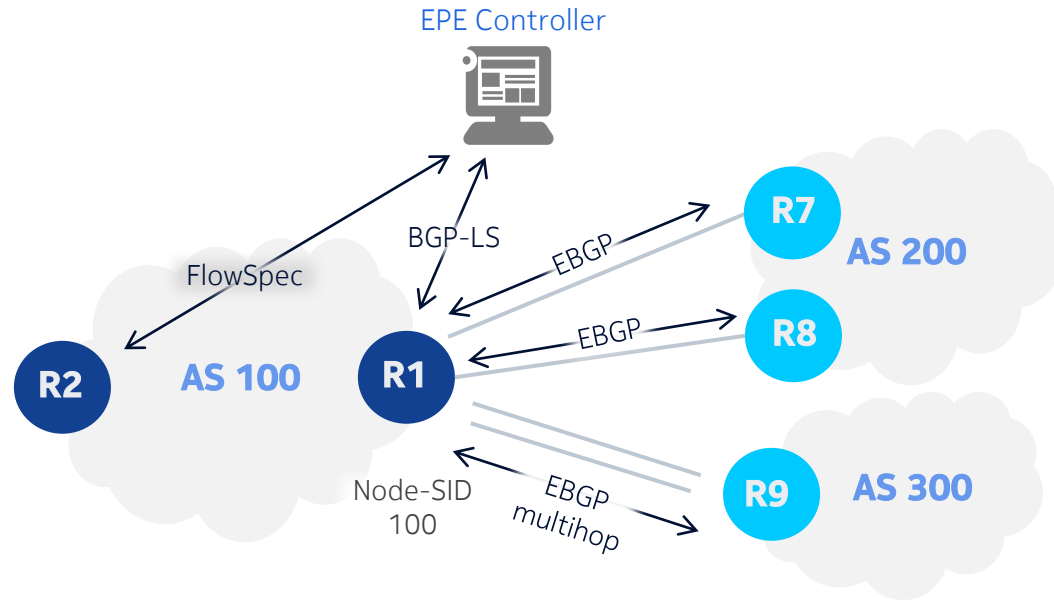 EPE Controller
BGP-LS
FlowSpec
EBGP
EBGP
R7
AS 200
R8
R2
AS 100
R1
Node-SID
100
EBGP
multihop
R9
AS 300